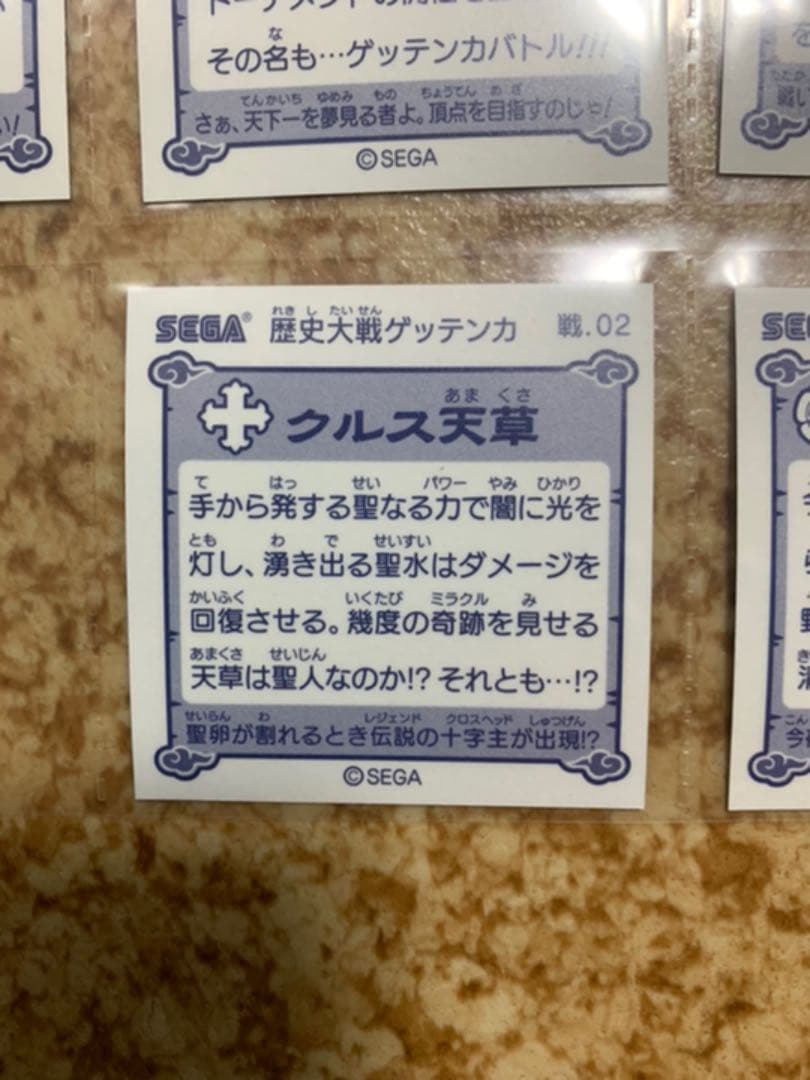 その名も…ゲッテンカバトル!!!
さぁ、天下一を夢見る者よ。頂点を目指すのじゃ!
©SEGA
SEGA® 歴史大戦ゲッテンカ 戦.02
クルス天草
手から発する聖なる力で闇に光を
灯し、湧き出る聖水はダメージを
回復させる。幾度の奇跡を見せる
天草は聖人なのか!? それとも…!?
聖卵が割れるとき伝説の十字主が出現!?
©SEGA